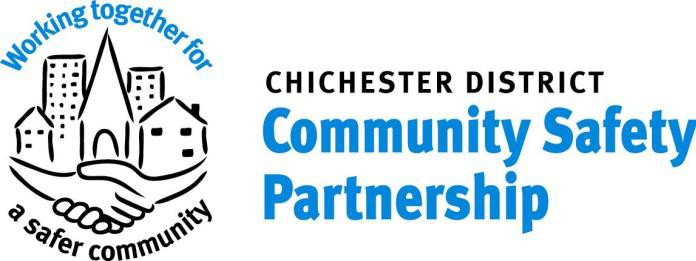 Working together for
a safer community
CHICHESTER DISTRICT
Community Safety
Partnership